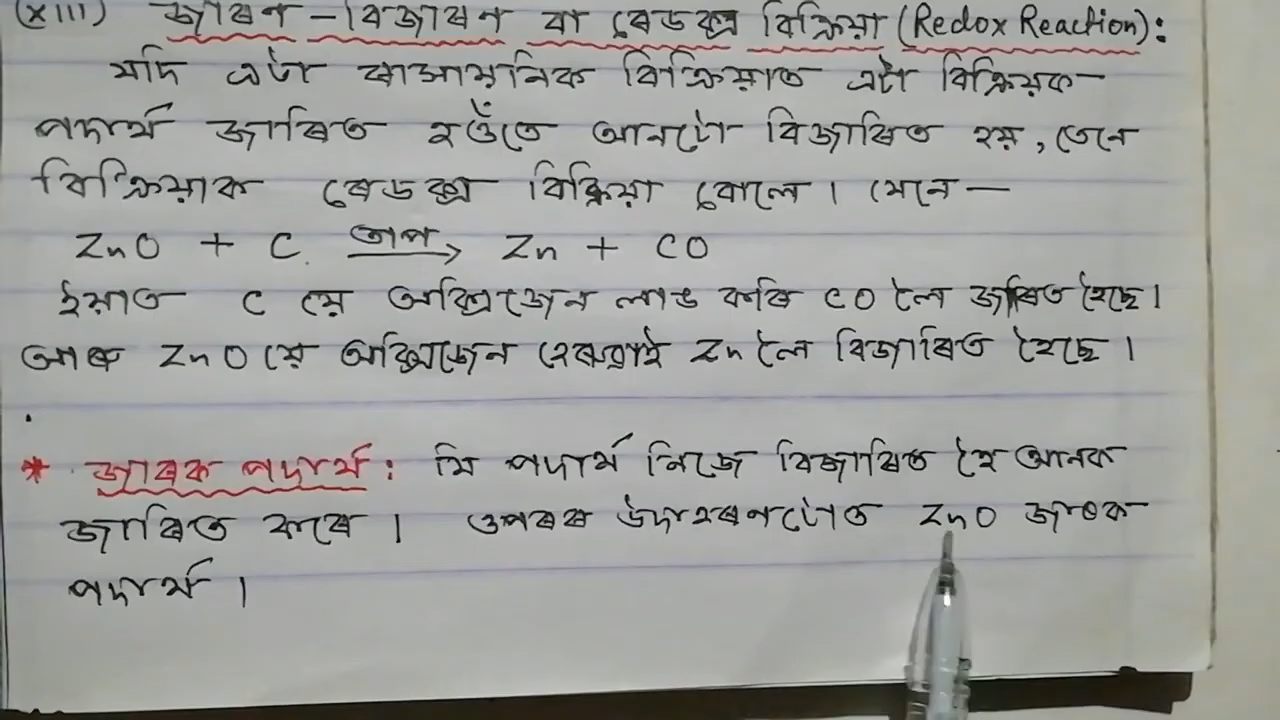 (XIII) জাৰণ-বিজাৰণ বা ৰেডক্স বিক্ৰিয়া (Redox Reaction):
যদি এটা ৰাসায়নিক বিক্ৰিয়াত এটা বিক্ৰিয়ক
পদাৰ্থ জাৰিত হওঁতে আনটো বিজাৰিত হয়, তেনে
বিক্ৰিয়াক ৰেডক্স বিক্ৰিয়া বোলে। যেনে—
ZnO + C তাপ→ Zn + CO
ইয়াত C য়ে অক্সিজেন লাভ কৰি CO লৈ জাৰিত হৈছে।
আৰু ZnO য়ে অক্সিজেন হেৰুৱাই Zn লৈ বিজাৰিত হৈছে।
* জাৰক পদাৰ্থ: যি পদাৰ্থ নিজে বিজাৰিত হৈ আনক
জাৰিত কৰে। ওপৰৰ উদাহৰণটোত ZnO জাৰক
পদাৰ্থ।